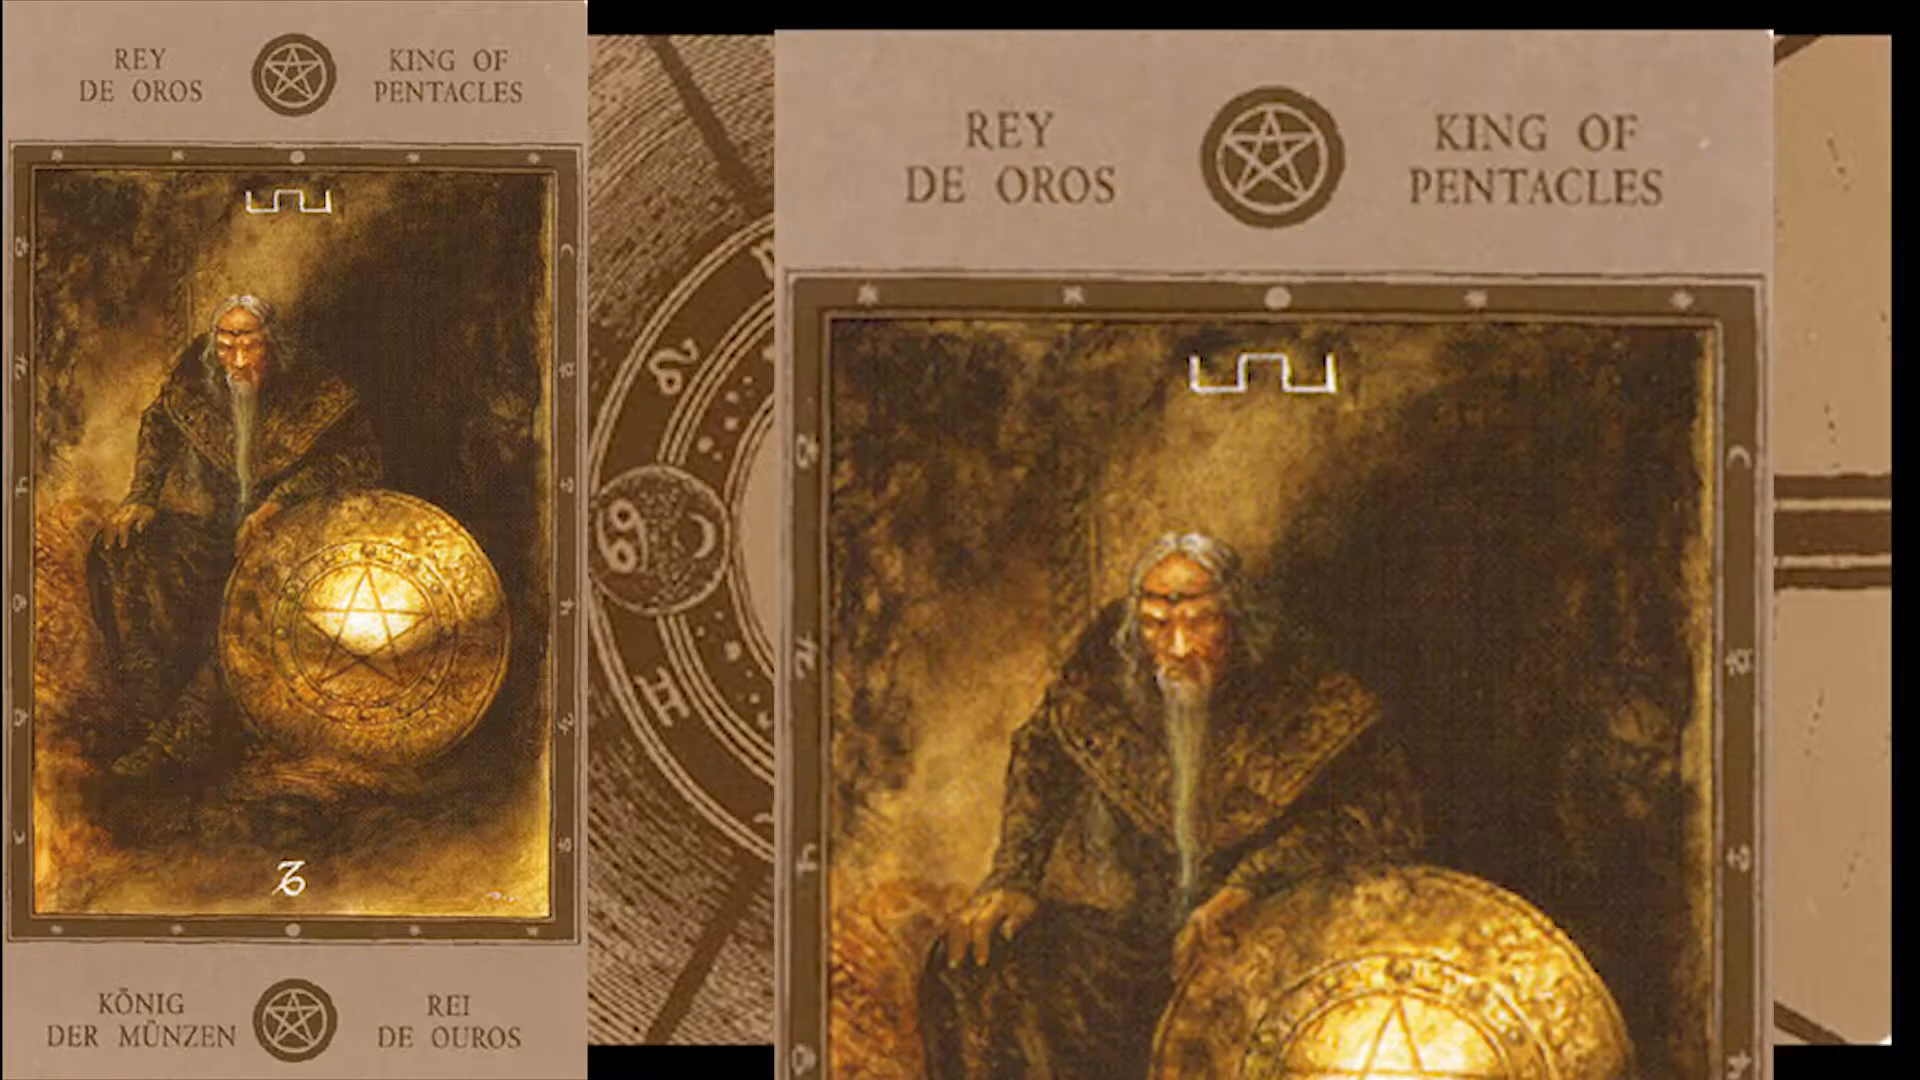 REY
DE OROS
KING OF
PENTACLES
KÖNIG
DER MÜNZEN
REI
DE OUROS
REY
DE OROS
KING OF
PENTACLES